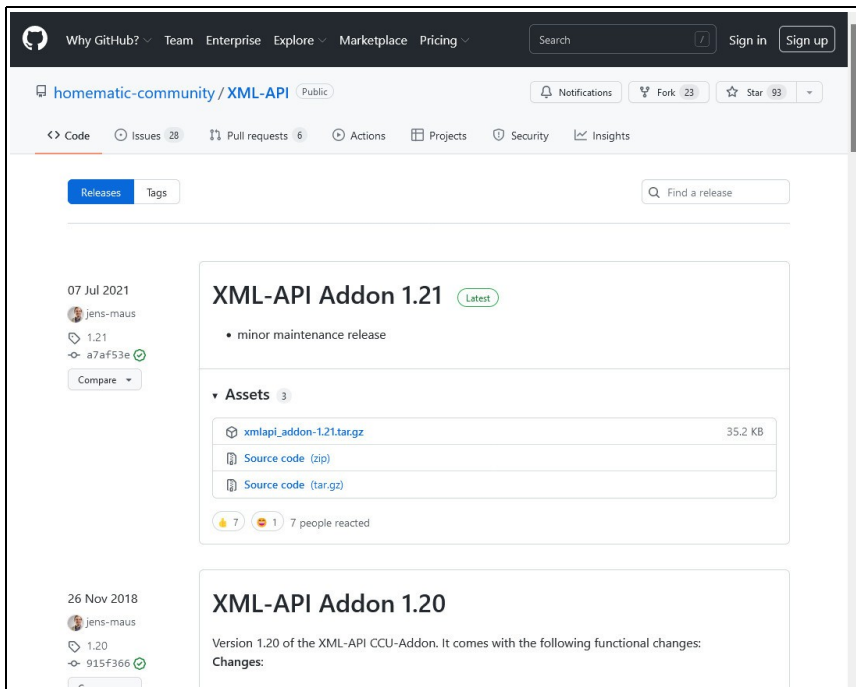 Why GitHub? Team Enterprise Explore Marketplace Pricing Search / Sign in Sign up
homematic-community / XML-API Public Notifications Fork 23 Star 93
<> Code Issues 28 Pull requests 6 Actions Projects Security Insights
Releases Tags Find a release
07 Jul 2021
jens-maus
1.21
a7af53e
Compare
XML-API Addon 1.21 Latest
• minor maintenance release
Assets 3
xmlapi_addon-1.21.tar.gz 35.2 KB
Source code (zip)
Source code (tar.gz)
👍 7 😄 1 7 people reacted
26 Nov 2018
jens-maus
1.20
915f366
XML-API Addon 1.20
Version 1.20 of the XML-API CCU-Addon. It comes with the following functional changes:
Changes: